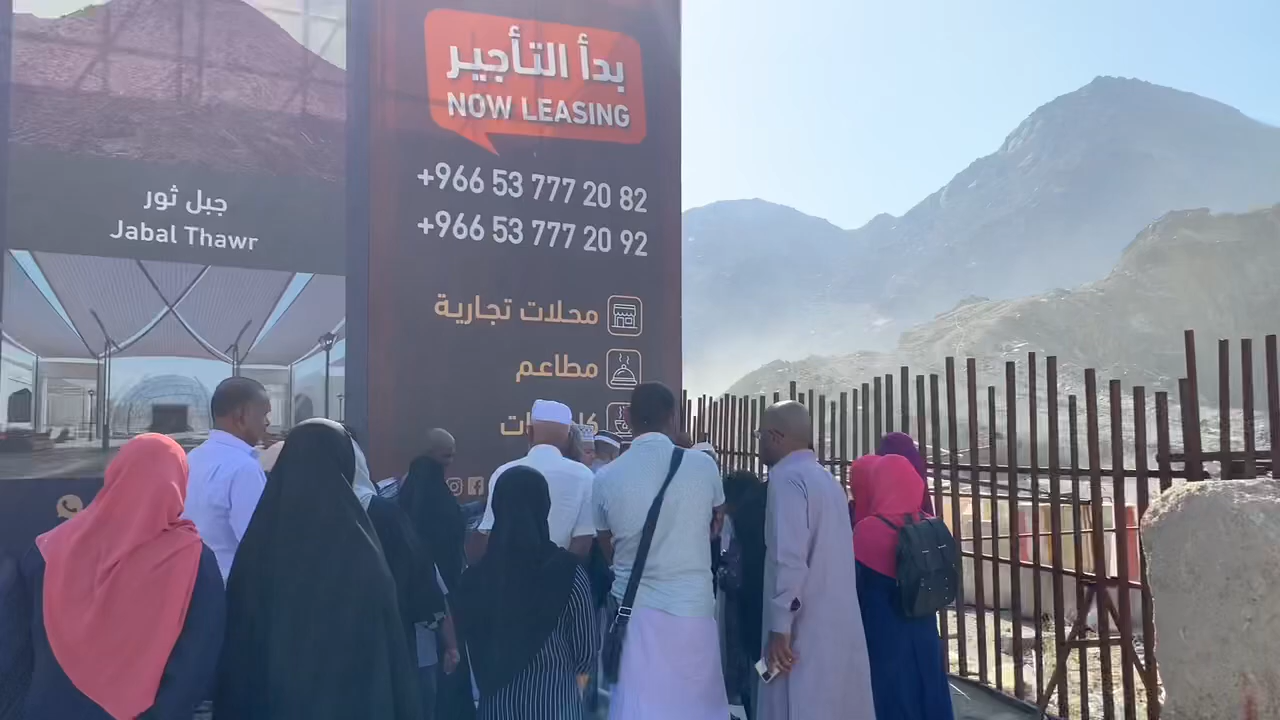 جبل ثور
Jabal Thawr
بدأ التأجير
NOW LEASING
+966 53 777 20 82
+966 53 777 20 92
محلات تجارية
مطاعم